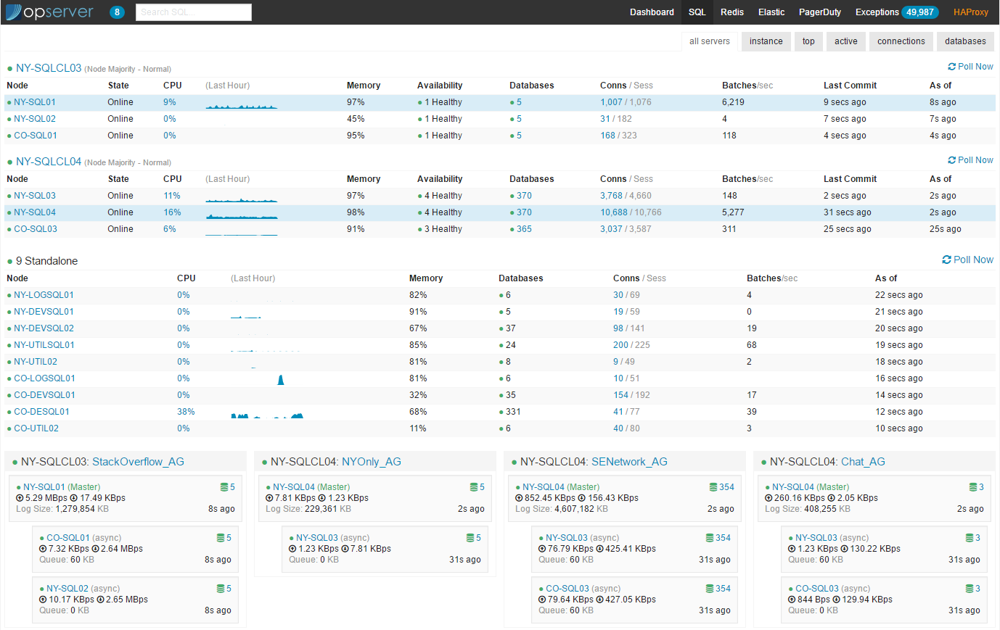 opserver 8 Search SQL... Dashboard SQL Redis Elastic PagerDuty Exceptions 49,987 HAProxy
all servers instance top active connections databases
NY-SQLCL03 (Node Majority - Normal) Poll Now
Node State CPU (Last Hour) Memory Availability Databases Conns / Sess Batches/sec Last Commit As of
NY-SQL01 Online 9% 97% 1 Healthy 5 1,007 / 1,076 6,219 9 secs ago 8s ago
NY-SQL02 Online 0% 45% 1 Healthy 5 31 / 182 4 7 secs ago 7s ago
CO-SQL01 Online 0% 95% 1 Healthy 5 168 / 323 118 4 secs ago 4s ago
NY-SQLCL04 (Node Majority - Normal) Poll Now
Node State CPU (Last Hour) Memory Availability Databases Conns / Sess Batches/sec Last Commit As of
NY-SQL03 Online 11% 97% 4 Healthy 370 3,768 / 4,660 148 2 secs ago 2s ago
NY-SQL04 Online 16% 98% 4 Healthy 370 10,688 / 10,766 5,277 31 secs ago 2s ago
CO-SQL03 Online 6% 91% 3 Healthy 365 3,037 / 3,587 311 25 secs ago 25s ago
9 Standalone Poll Now
Node CPU (Last Hour) Memory Databases Conns / Sess Batches/sec As of
NY-LOGSQL01 0% 82% 6 30 / 69 4 22 secs ago
NY-DEVSQL01 0% 91% 5 19 / 59 0 21 secs ago
NY-DEVSQL02 0% 67% 37 98 / 141 19 20 secs ago
NY-UTILSQL01 0% 85% 24 200 / 225 68 19 secs ago
NY-UTIL02 0% 81% 8 9 / 49 2 18 secs ago
CO-LOGSQL01 0% 81% 6 10 / 51 16 secs ago
CO-DEVSQL01 0% 32% 35 154 / 192 17 14 secs ago
CO-DESQL01 38% 68% 331 41 / 77 39 12 secs ago
CO-UTIL02 0% 11% 6 40 / 80 3 10 secs ago
NY-SQLCL03: StackOverflow_AG
NY-SQL01 (Master) 5
5.29 MBps 17.49 KBps
Log Size: 1,279,854 KB 8s ago
CO-SQL01 (async) 5
7.32 KBps 2.64 MBps
Queue: 60 KB 8s ago
NY-SQL02 (async) 5
10.17 KBps 2.65 MBps
Queue: 0 KB 8s ago
NY-SQLCL04: NYOnly_AG
NY-SQL04 (Master) 5
7.81 KBps 1.23 KBps
Log Size: 229,361 KB 2s ago
NY-SQL03 (async) 5
1.23 KBps 7.81 KBps
Queue: 0 KB 31s ago
NY-SQLCL04: SENetwork_AG
NY-SQL04 (Master) 354
852.45 KBps 156.43 KBps
Log Size: 4,607,182 KB 2s ago
NY-SQL03 (async) 354
76.79 KBps 425.41 KBps
Queue: 60 KB 31s ago
CO-SQL03 (async) 354
79.64 KBps 427.05 KBps
Queue: 60 KB 31s ago
NY-SQLCL04: Chat_AG
NY-SQL04 (Master) 3
260.16 KBps 2.05 KBps
Log Size: 408,255 KB 2s ago
NY-SQL03 (async) 3
1.23 KBps 130.22 KBps
Queue: 60 KB 31s ago
CO-SQL03 (async) 3
844 Bps 129.94 KBps
Queue: 0 KB 31s ago